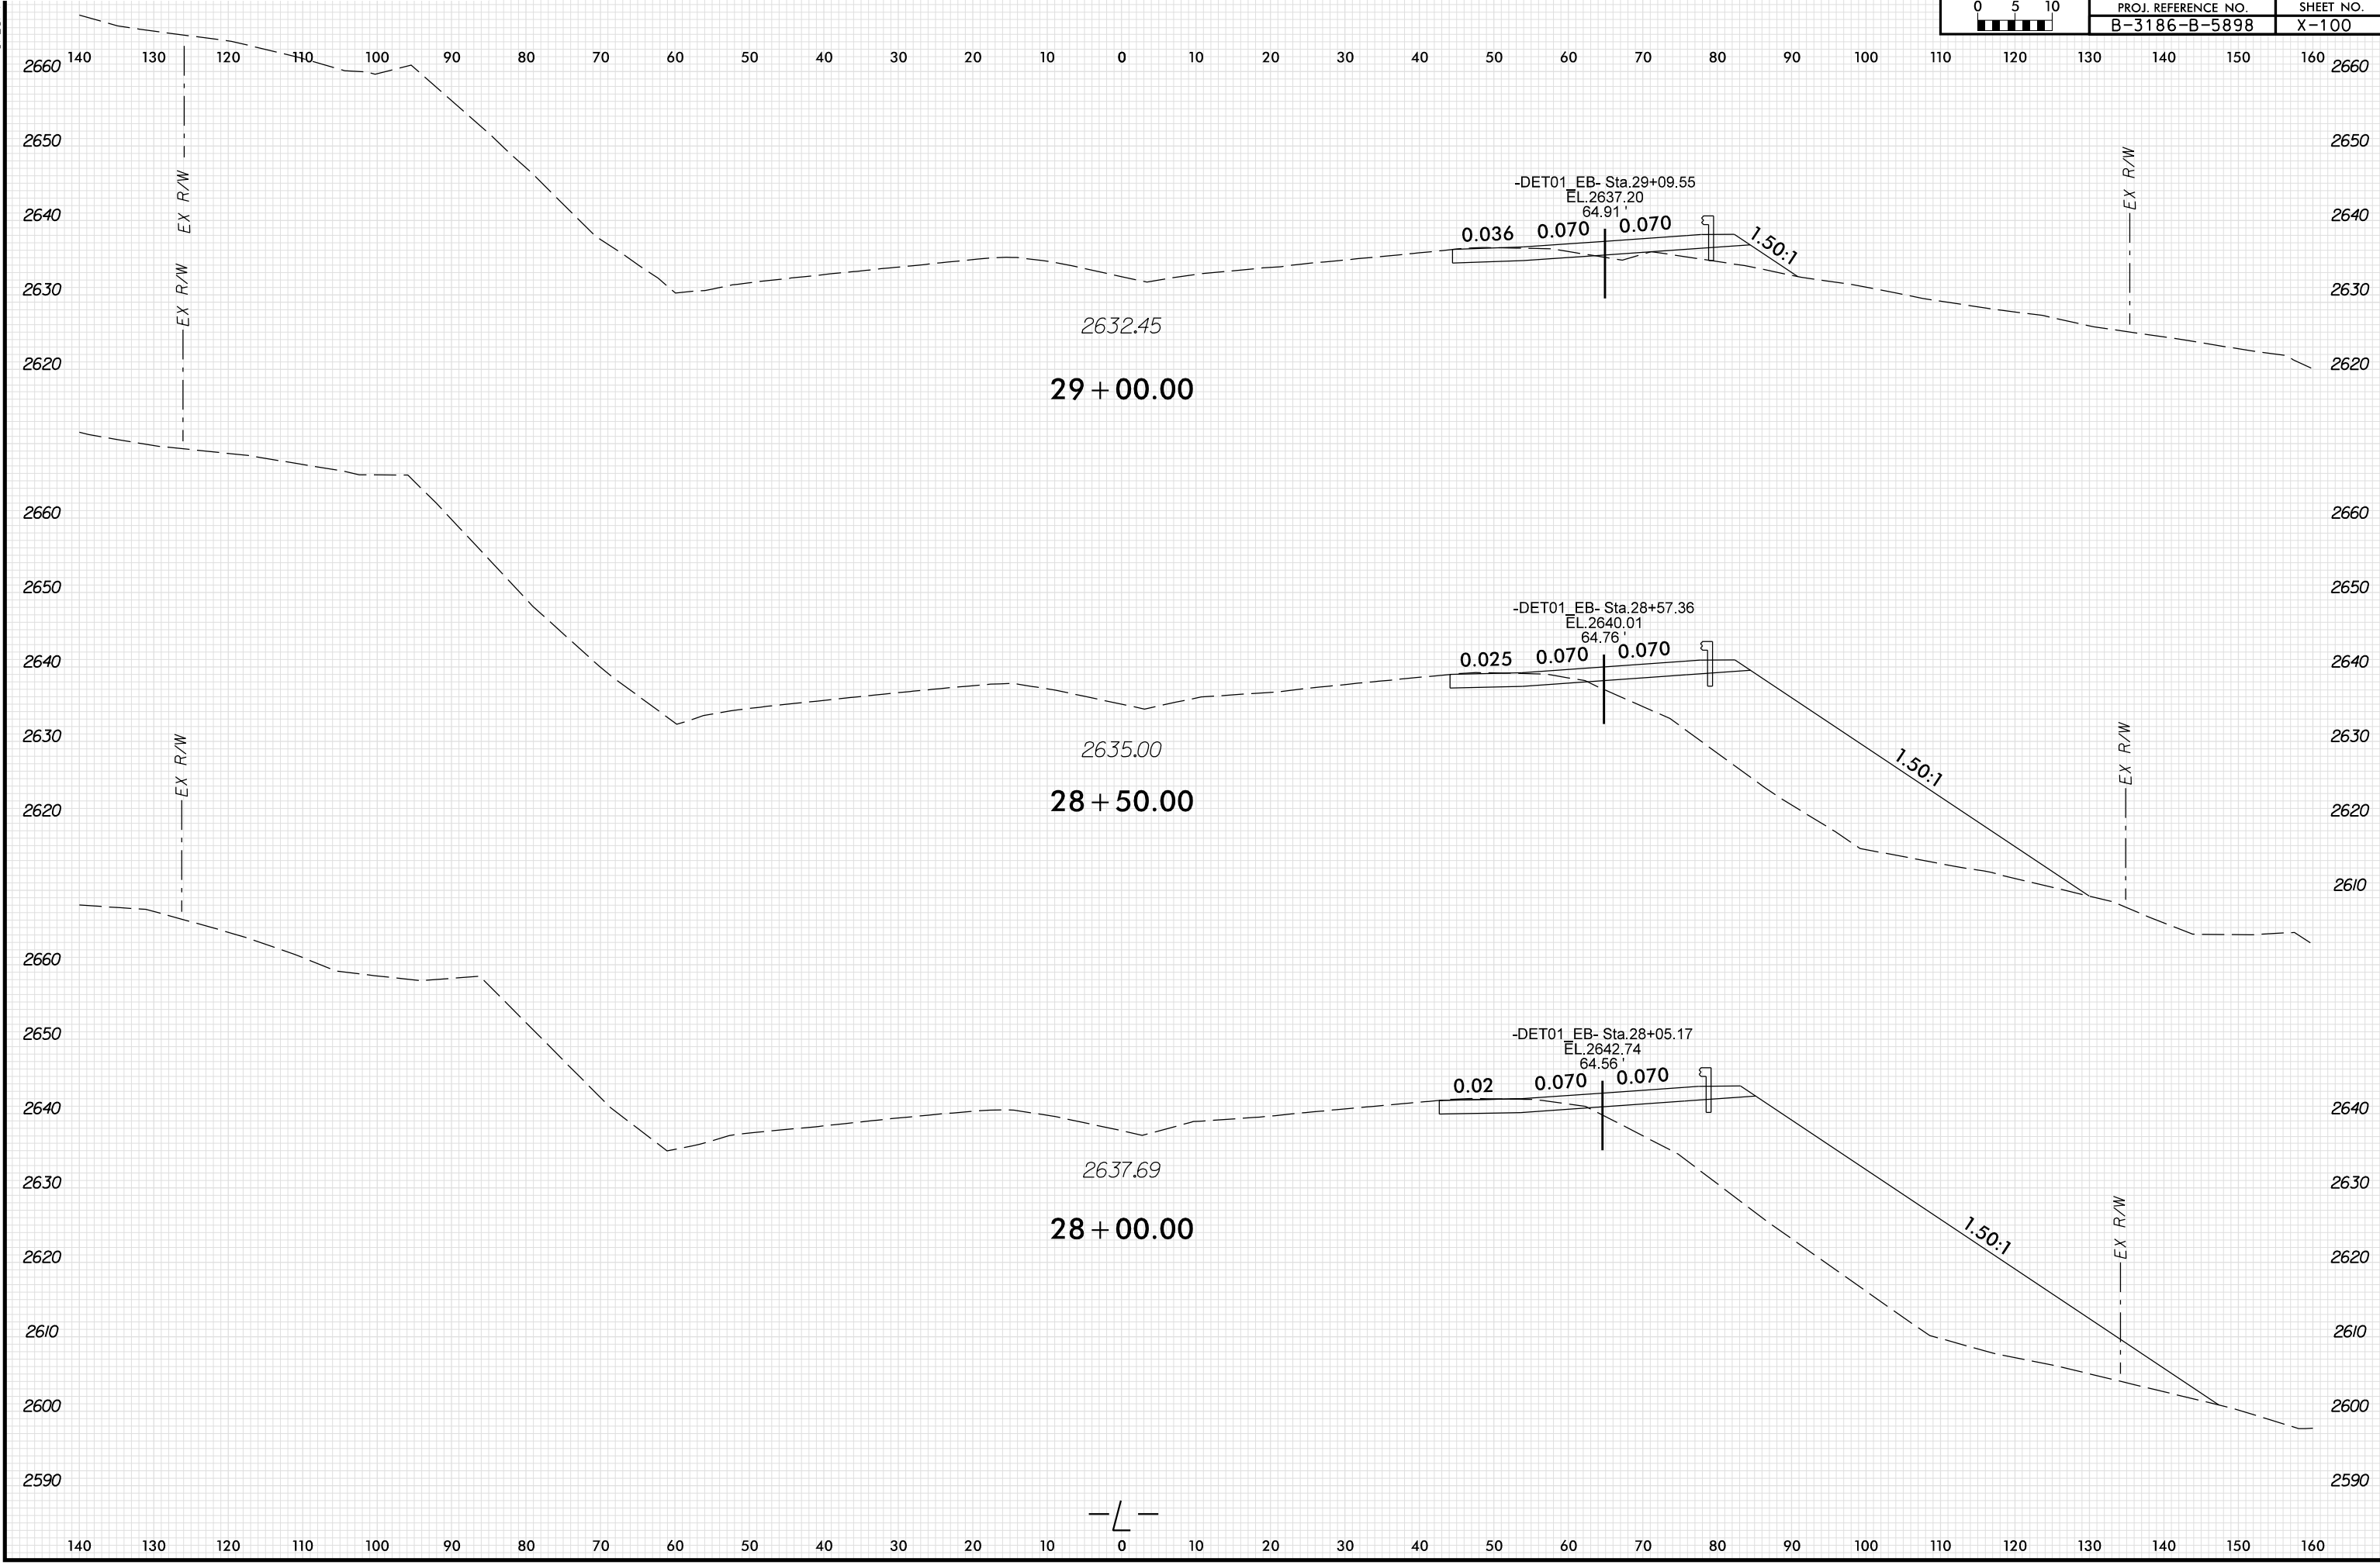 0 5 10
PROJ. REFERENCE NO. SHEET NO.
B-3186-B-5898 X-100
140 130 120 110 100 90 80 70 60 50 40 30 20 10 0 10 20 30 40 50 60 70 80 90 100 110 120 130 140 150 160
2660 2660
2650 2650
EX R/W EX R/W
-DET01_EB- Sta.29+09.55
EL.2637.20
64.91 '
2640 2640
0.036 0.070 0.070 1.50:1
2630 2630
EX R/W
2632.45
2620 2620
29+00.00
2660 2660
2650 2650
-DET01_EB- Sta.28+57.36
EL.2640.01
64.76 '
0.025 0.070 0.070
2640 2640
2630 2630
EX R/W EX R/W
2635.00
1.50:1
28+50.00
2620 2620
2610
2660 2660
2650 2650
-DET01_EB- Sta.28+05.17
EL.2642.74
64.56 '
0.02 0.070 0.070
2640 2640
2637.69
2630 2630
EX R/W
28+00.00
1.50:1
2620 2620
2610 2610
2600 2600
2590 2590
-L-
140 130 120 110 100 90 80 70 60 50 40 30 20 10 0 10 20 30 40 50 60 70 80 90 100 110 120 130 140 150 160